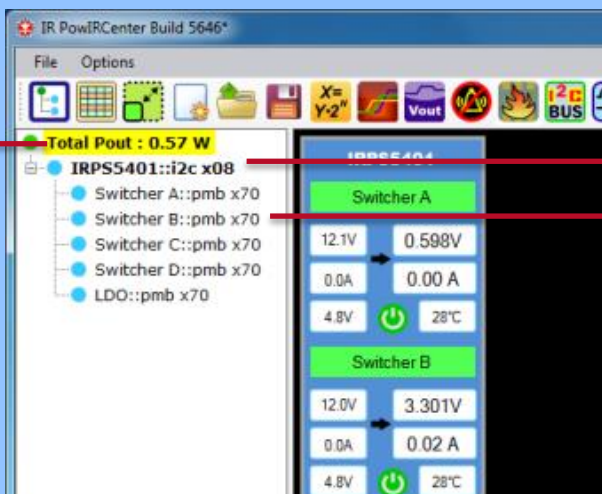 IR PowIRCenter Build 5646*
File Options
X=
Y·2ⁿ
Vout
I²C
BUS
Total Pout : 0.57 W
IRPS5401::i2c x08
Switcher A::pmb x70
Switcher B::pmb x70
Switcher C::pmb x70
Switcher D::pmb x70
LDO::pmb x70
IRPS5401
Switcher A
12.1V 0.598V
0.0A 0.00 A
4.8V 28°C
Switcher B
12.0V 3.301V
0.0A 0.02 A
4.8V 28°C